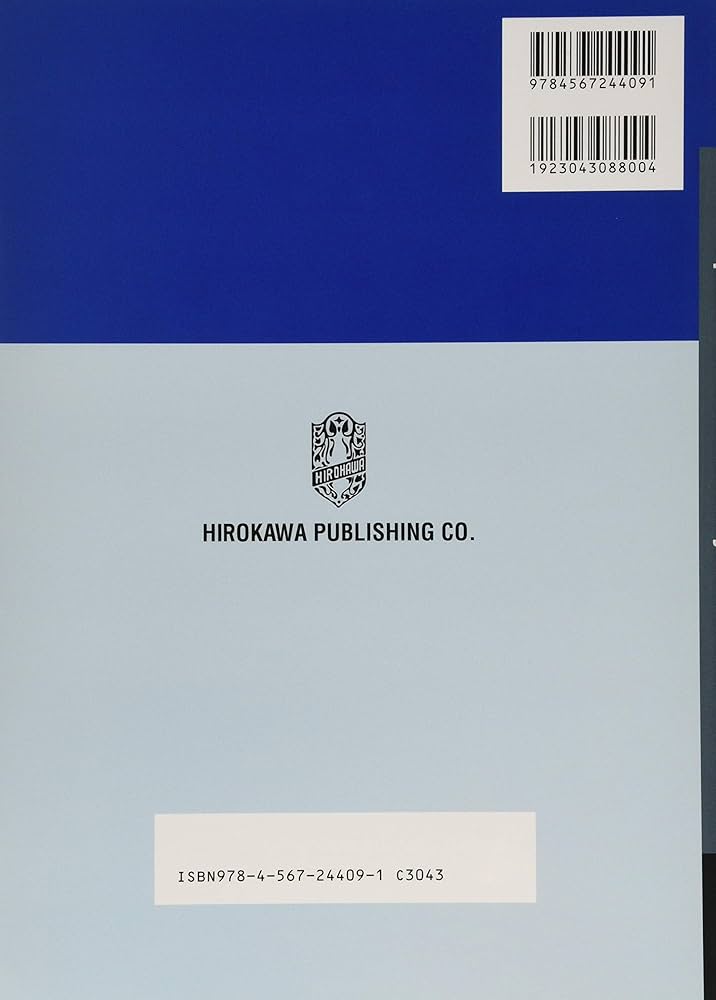 9784567244091
1923043088004
HIROKAWA
HIROKAWA PUBLISHING CO.
ISBN978-4-567-24409-1 C3043